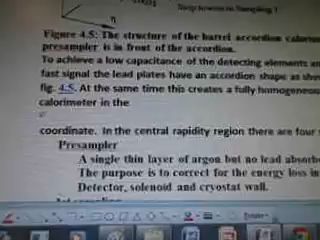 η
Figure 4.5: The structure of the barrel accordion calorim
presampler is in front of the accordion.
To achieve a low capacitance of the detecting elements an
fast signal the lead plates have an accordion shape as show
fig. 4.5. At the same time this creates a fully homogeneous
calorimeter in the
coordinate. In the central rapidity region there are four s
Presampler
A single thin layer of argon but no lead absorbe
The purpose is to correct for the energy loss in
Detector, solenoid and cryostat wall.